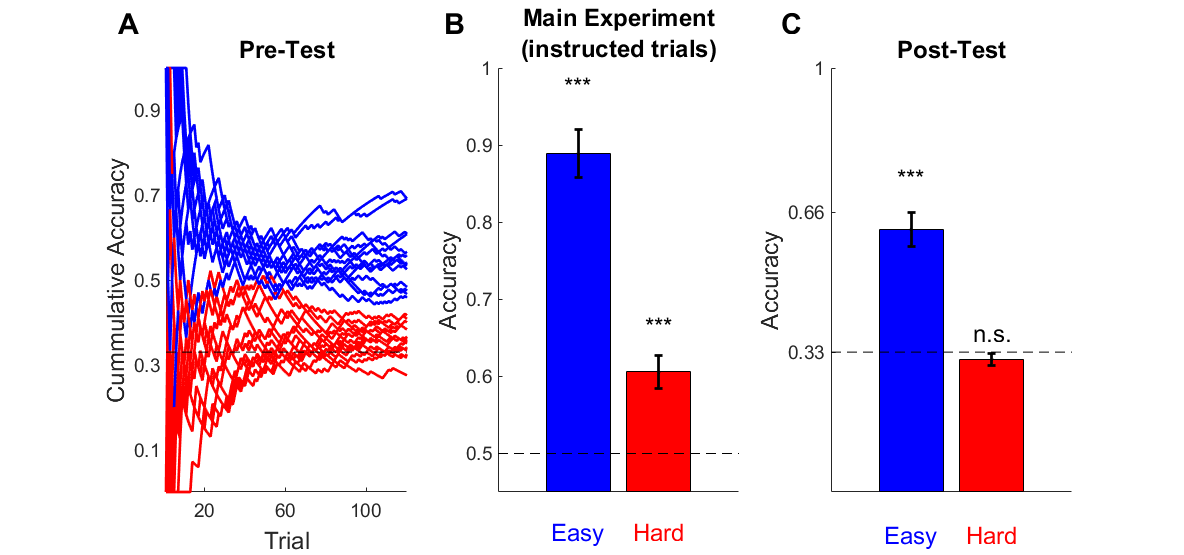 A
Pre-Test
Cummulative Accuracy
0.9
0.7
0.5
0.3
0.1
20
60
100
Trial
B
Main Experiment
(instructed trials)
Accuracy
1
0.9
0.8
0.7
0.6
0.5
***
***
Easy
Hard
C
Post-Test
Accuracy
1
0.66
0.33
***
n.s.
Easy
Hard